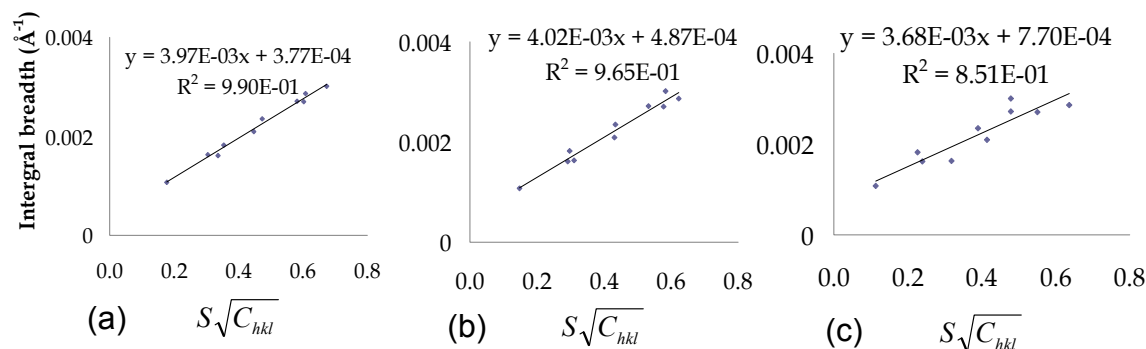 Intergral breadth (Å⁻¹)
0.004
0.002
0
y = 3.97E-03x + 3.77E-04
R² = 9.90E-01
0.0 0.2 0.4 0.6 0.8
(a) S√C_hkl
0.004
0.002
0
y = 4.02E-03x + 4.87E-04
R² = 9.65E-01
0.0 0.2 0.4 0.6 0.8
(b) S√C_hkl
0.004
0.002
0
y = 3.68E-03x + 7.70E-04
R² = 8.51E-01
0.0 0.2 0.4 0.6 0.8
(c) S√C_hkl